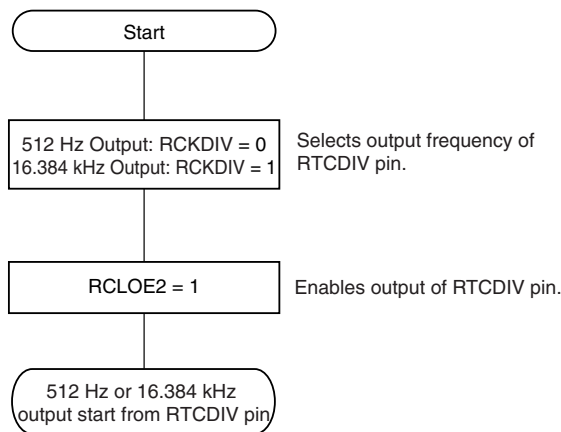 Start
512 Hz Output: RCKDIV = 0
16.384 kHz Output: RCKDIV = 1
Selects output frequency of
RTCDIV pin.
RCLOE2 = 1
Enables output of RTCDIV pin.
512 Hz or 16.384 kHz
output start from RTCDIV pin